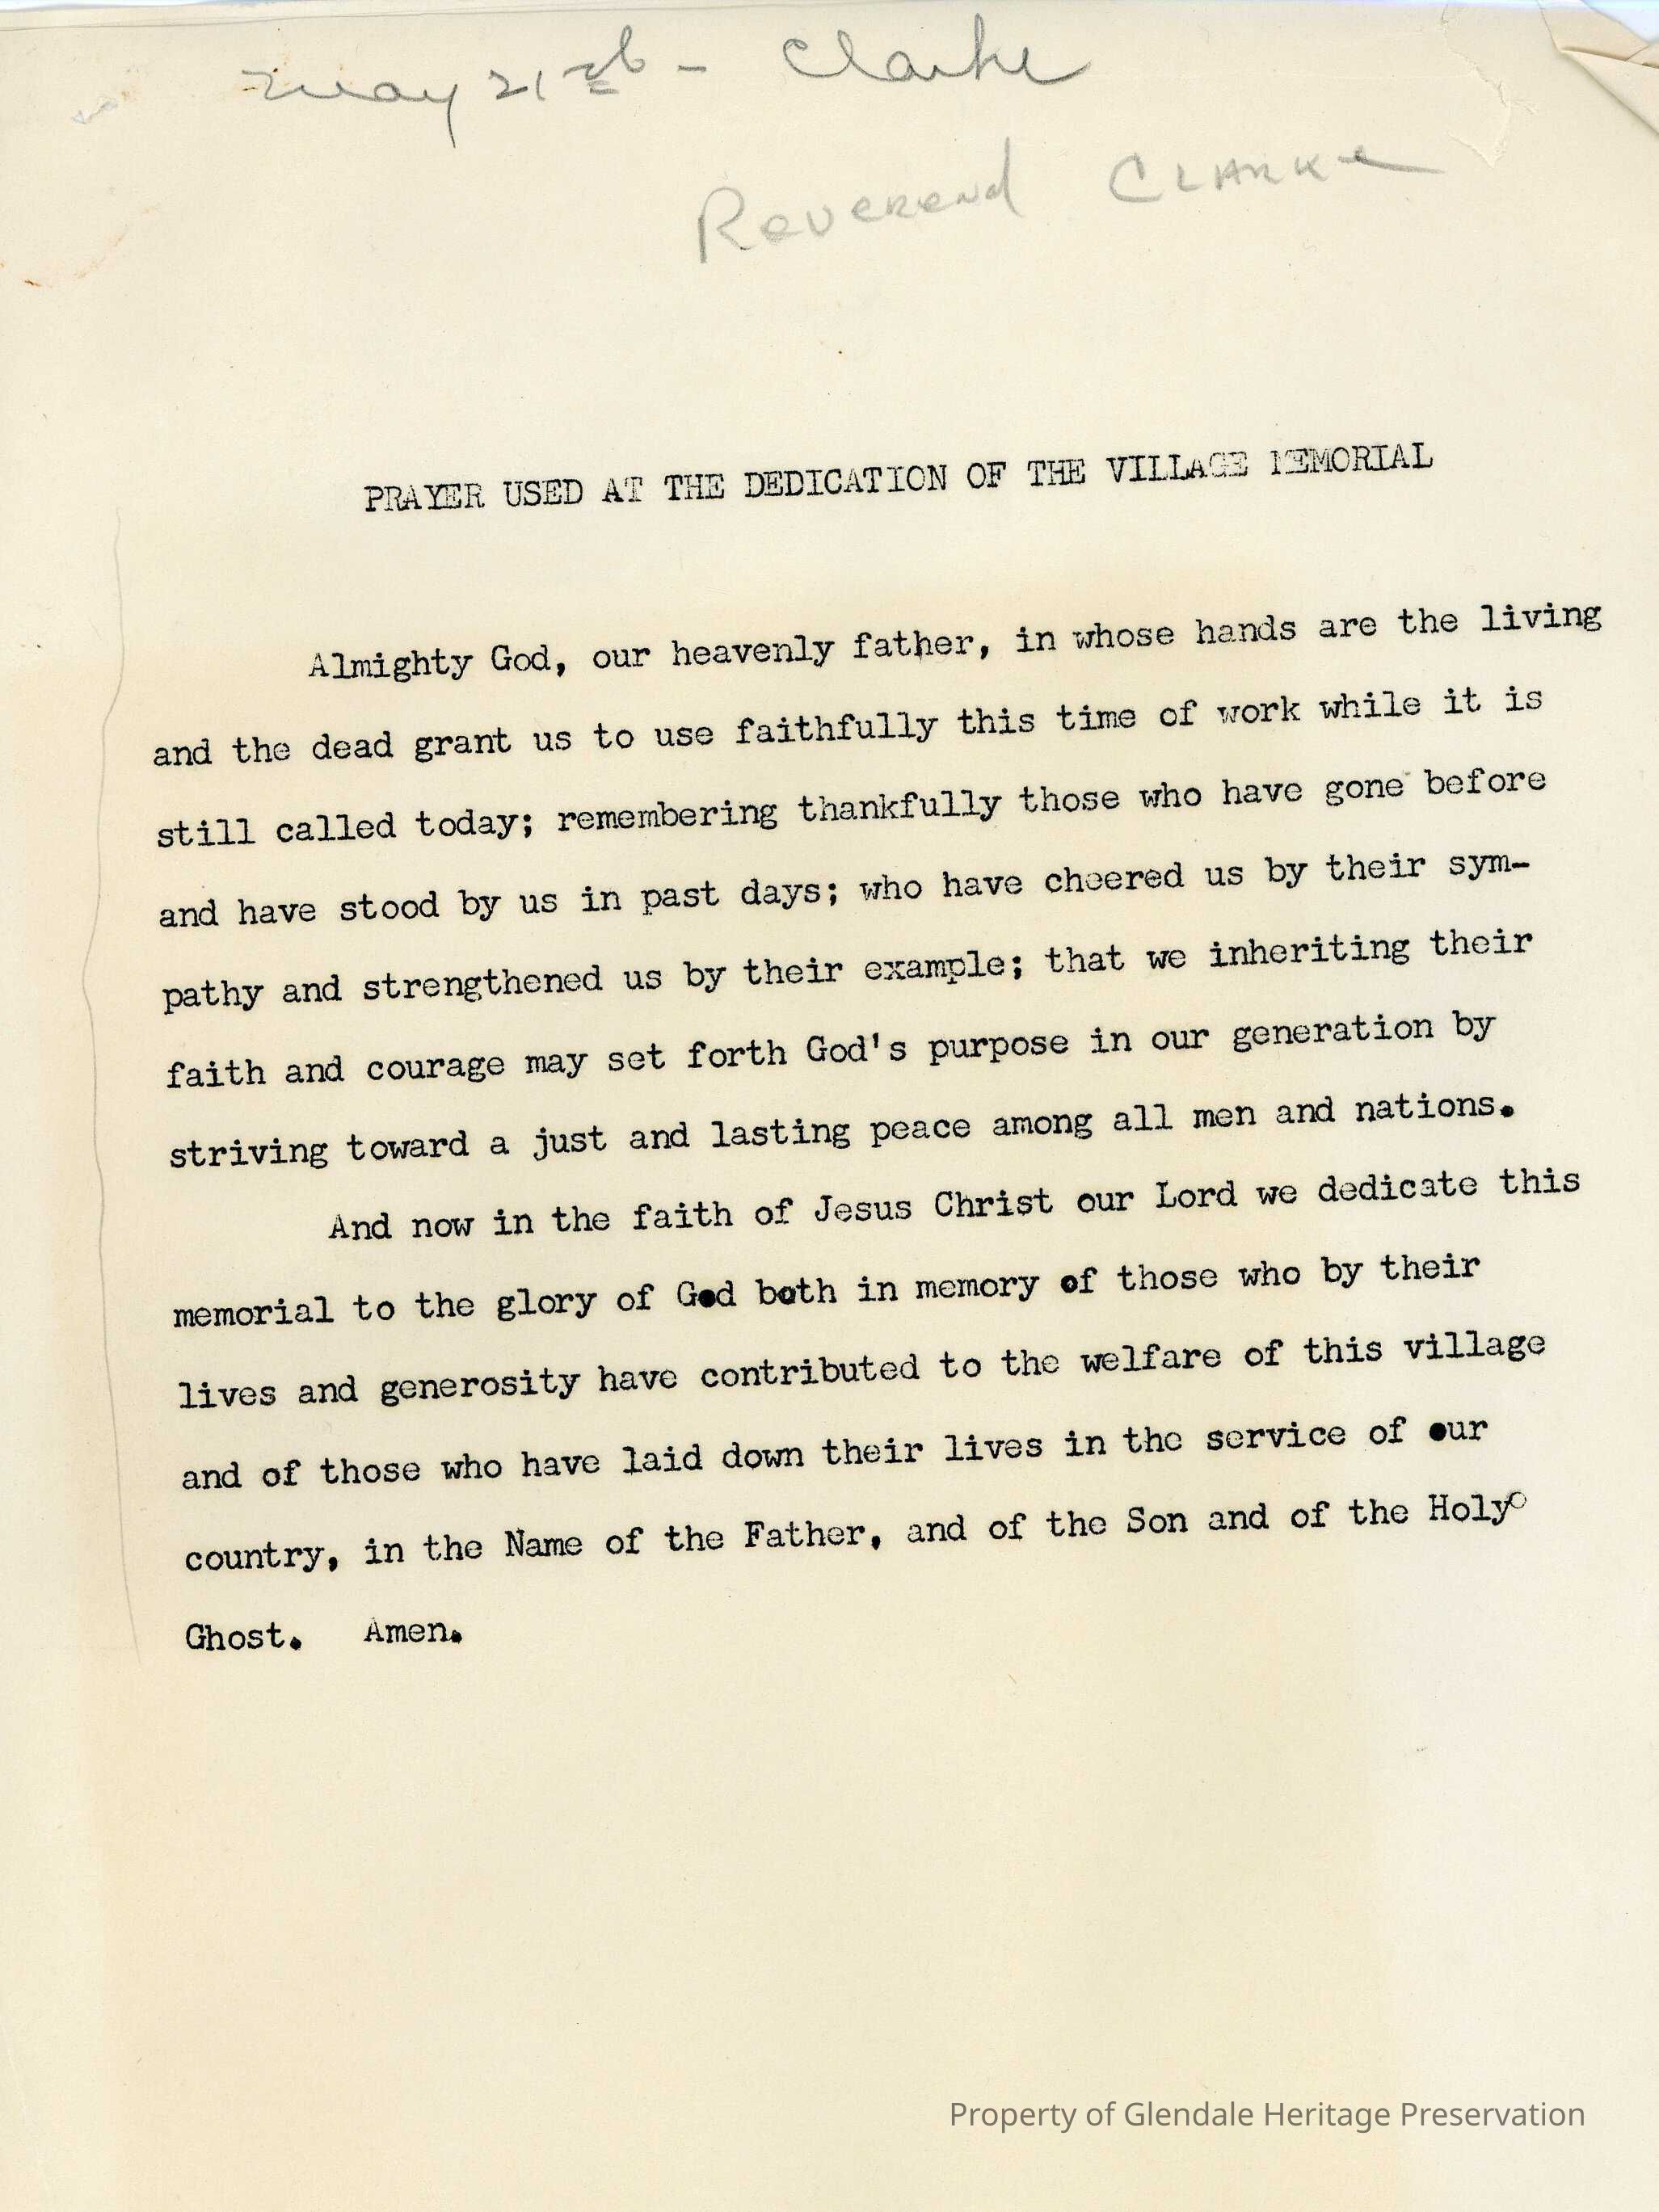 May 21st - Clarke
Reverend Clarke
PRAYER USED AT THE DEDICATION OF THE VILLAGE MEMORIAL
Almighty God, our heavenly father, in whose hands are the living
and the dead grant us to use faithfully this time of work while it is
still called today; remembering thankfully those who have gone before
and have stood by us in past days; who have cheered us by their sym-
pathy and strengthened us by their example; that we inheriting their
faith and courage may set forth God's purpose in our generation by
striving toward a just and lasting peace among all men and nations.
And now in the faith of Jesus Christ our Lord we dedicate this
memorial to the glory of God both in memory of those who by their
lives and generosity have contributed to the welfare of this village
and of those who have laid down their lives in the service of our
country, in the Name of the Father, and of the Son and of the Holy
Ghost. Amen.
Property of Glendale Heritage Preservation